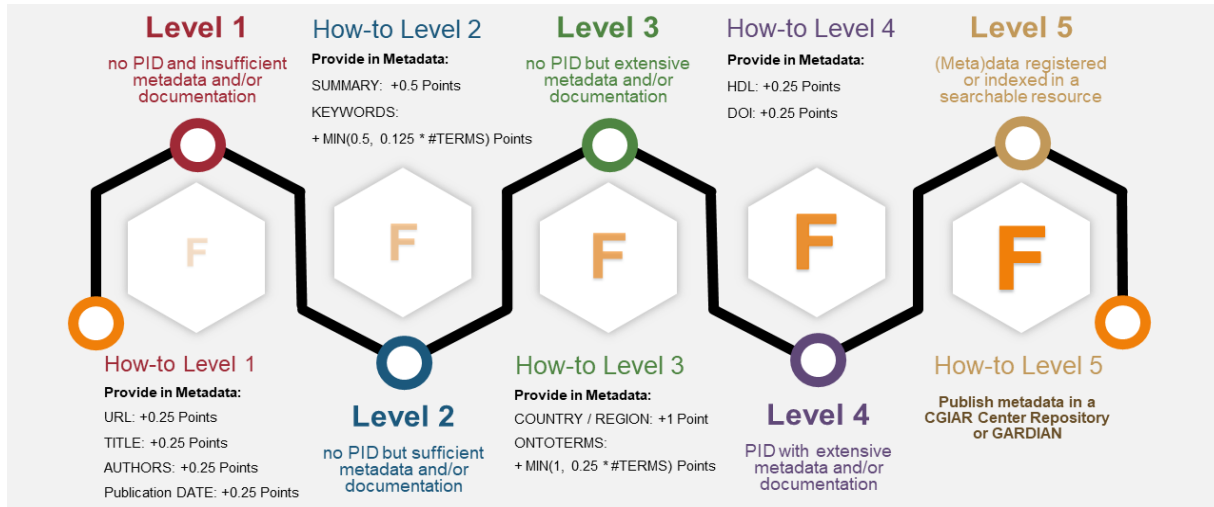 Level 1
no PID and insufficient
metadata and/or
documentation
F
How-to Level 1
Provide in Metadata:
URL: +0.25 Points
TITLE: +0.25 Points
AUTHORS: +0.25 Points
Publication DATE: +0.25 Points
How-to Level 2
Provide in Metadata:
SUMMARY: +0.5 Points
KEYWORDS:
+ MIN(0.5, 0.125 * #TERMS) Points
F
Level 2
no PID but sufficient
metadata and/or
documentation
Level 3
no PID but extensive
metadata and/or
documentation
F
How-to Level 3
Provide in Metadata:
COUNTRY / REGION: +1 Point
ONTOTERMS:
+ MIN(1, 0.25 * #TERMS) Points
How-to Level 4
Provide in Metadata:
HDL: +0.25 Points
DOI: +0.25 Points
F
Level 4
PID with extensive
metadata and/or
documentation
Level 5
(Meta)data registered
or indexed in a
searchable resource
F
How-to Level 5
Publish metadata in a
CGIAR Center Repository
or GARDIAN